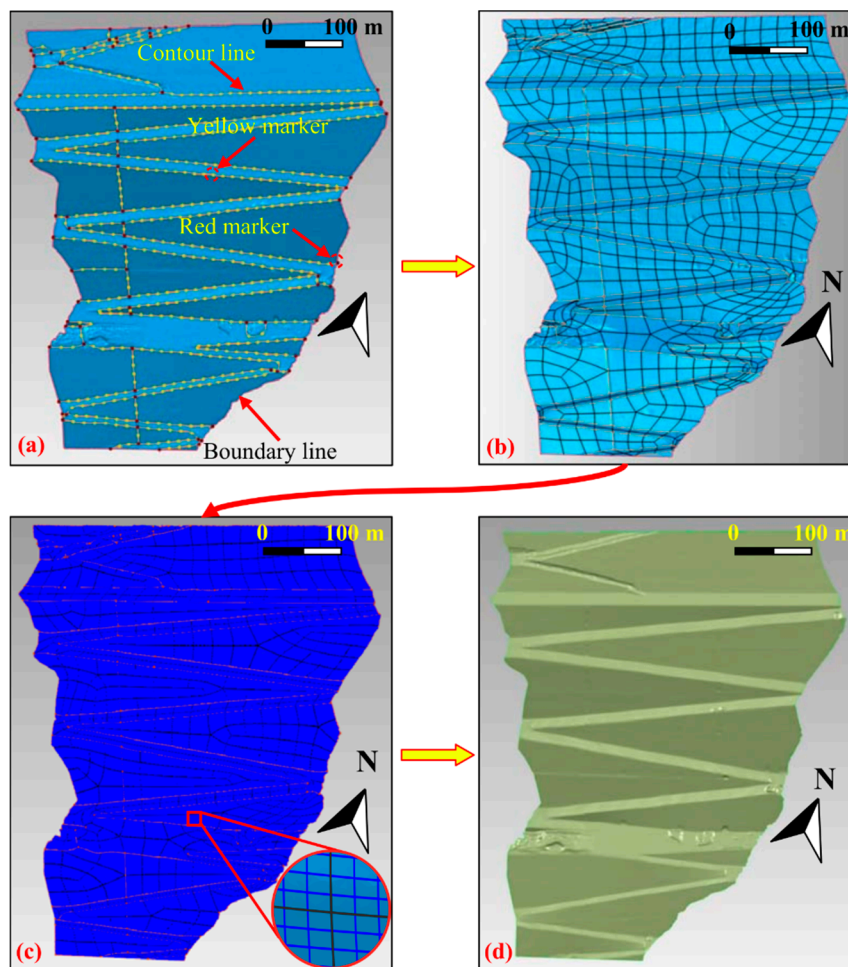 0 100 m
Contour line
Yellow marker
Red marker
(a)
Boundary line
0 100 m
N
(b)
0 100 m
N
(c)
0 100 m
N
(d)